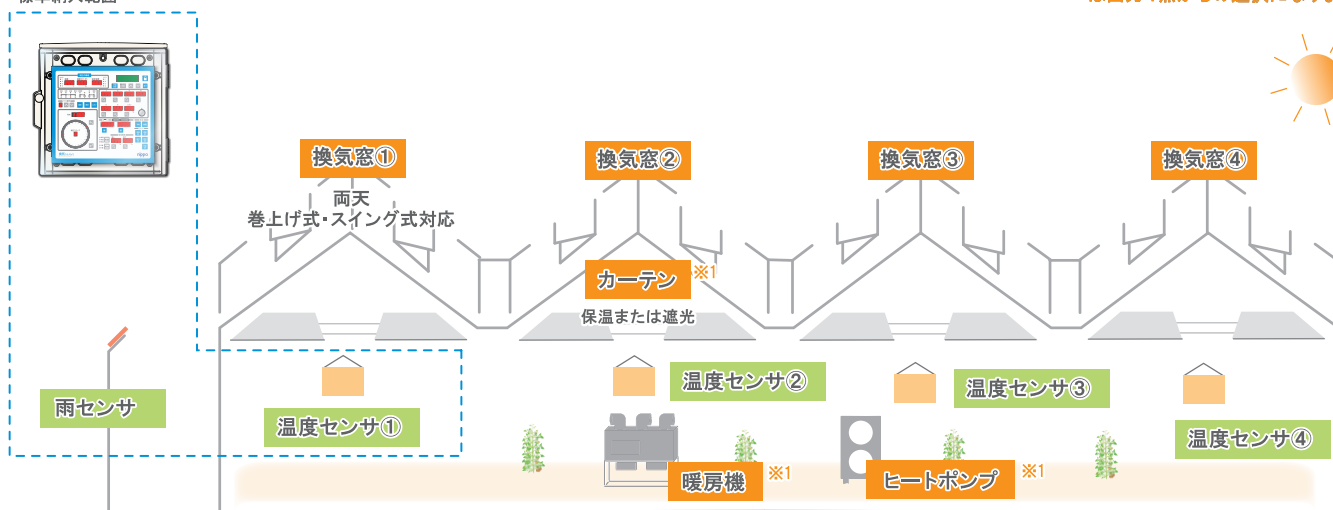 換気窓①
換気窓②
換気窓③
換気窓④
両天
巻上げ式・スイング式対応
カーテン ※1
保温または遮光
雨センサ
温度センサ①
温度センサ②
温度センサ③
温度センサ④
暖房機 ※1
ヒートポンプ ※1